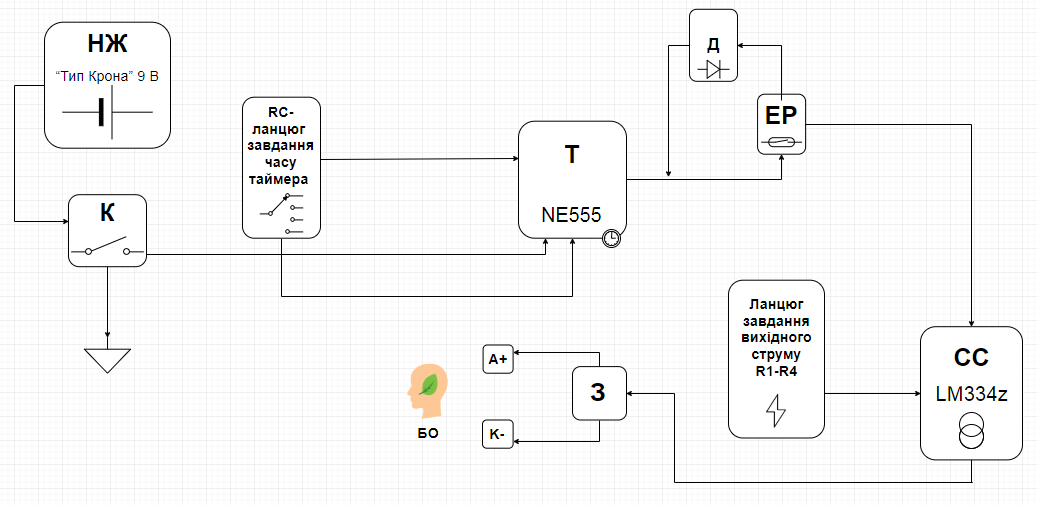 НЖ
“Тип Крона” 9 В
К
RC-
ланцюг
завдання
часу
таймера
Т
NE555
Д
ЕР
Ланцюг
завдання
вихідного
струму
R1-R4
СС
LM334z
З
А+
К-
БО